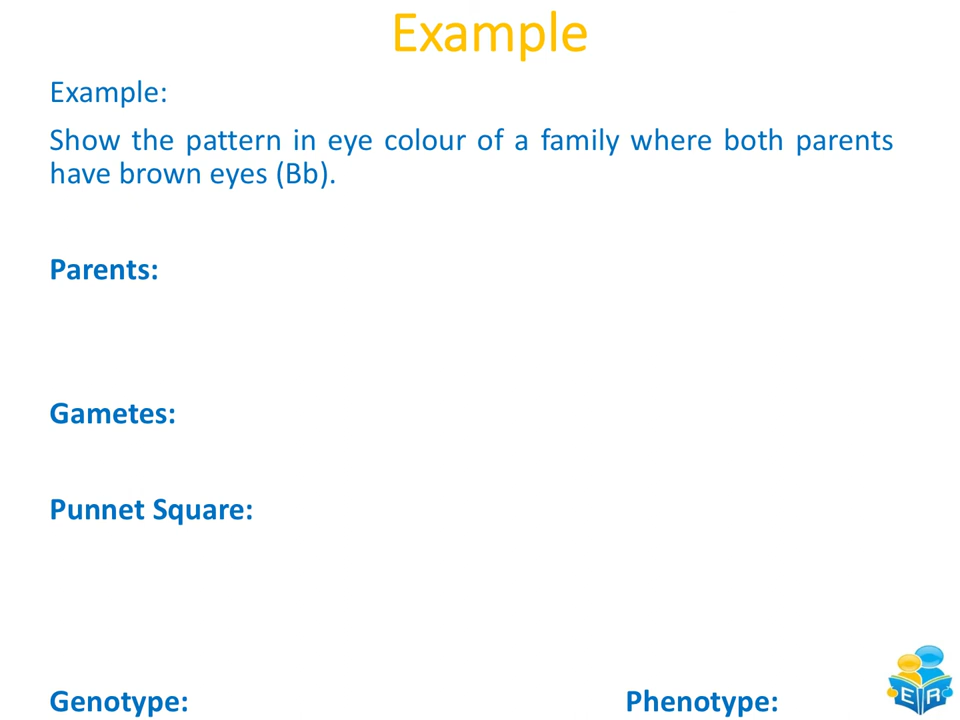 Example
Example:
Show the pattern in eye colour of a family where both parents
have brown eyes (Bb).
Parents:
Gametes:
Punnet Square:
Genotype: Phenotype:
E R